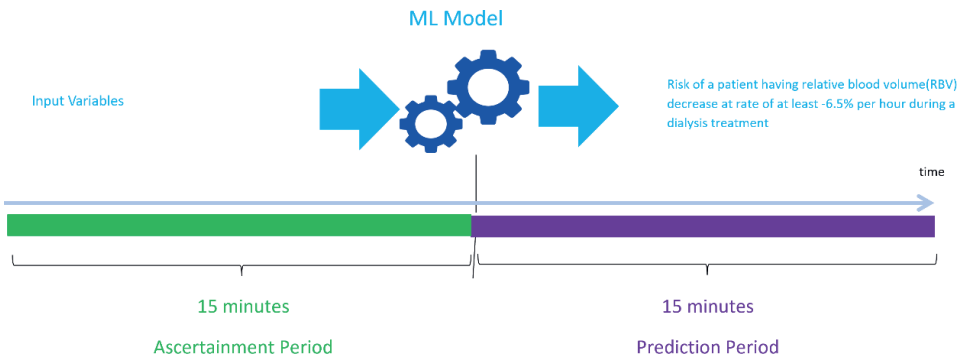 ML Model
Input Variables
Risk of a patient having relative blood volume(RBV)
decrease at rate of at least -6.5% per hour during a
dialysis treatment
time
15 minutes
Ascertainment Period
15 minutes
Prediction Period